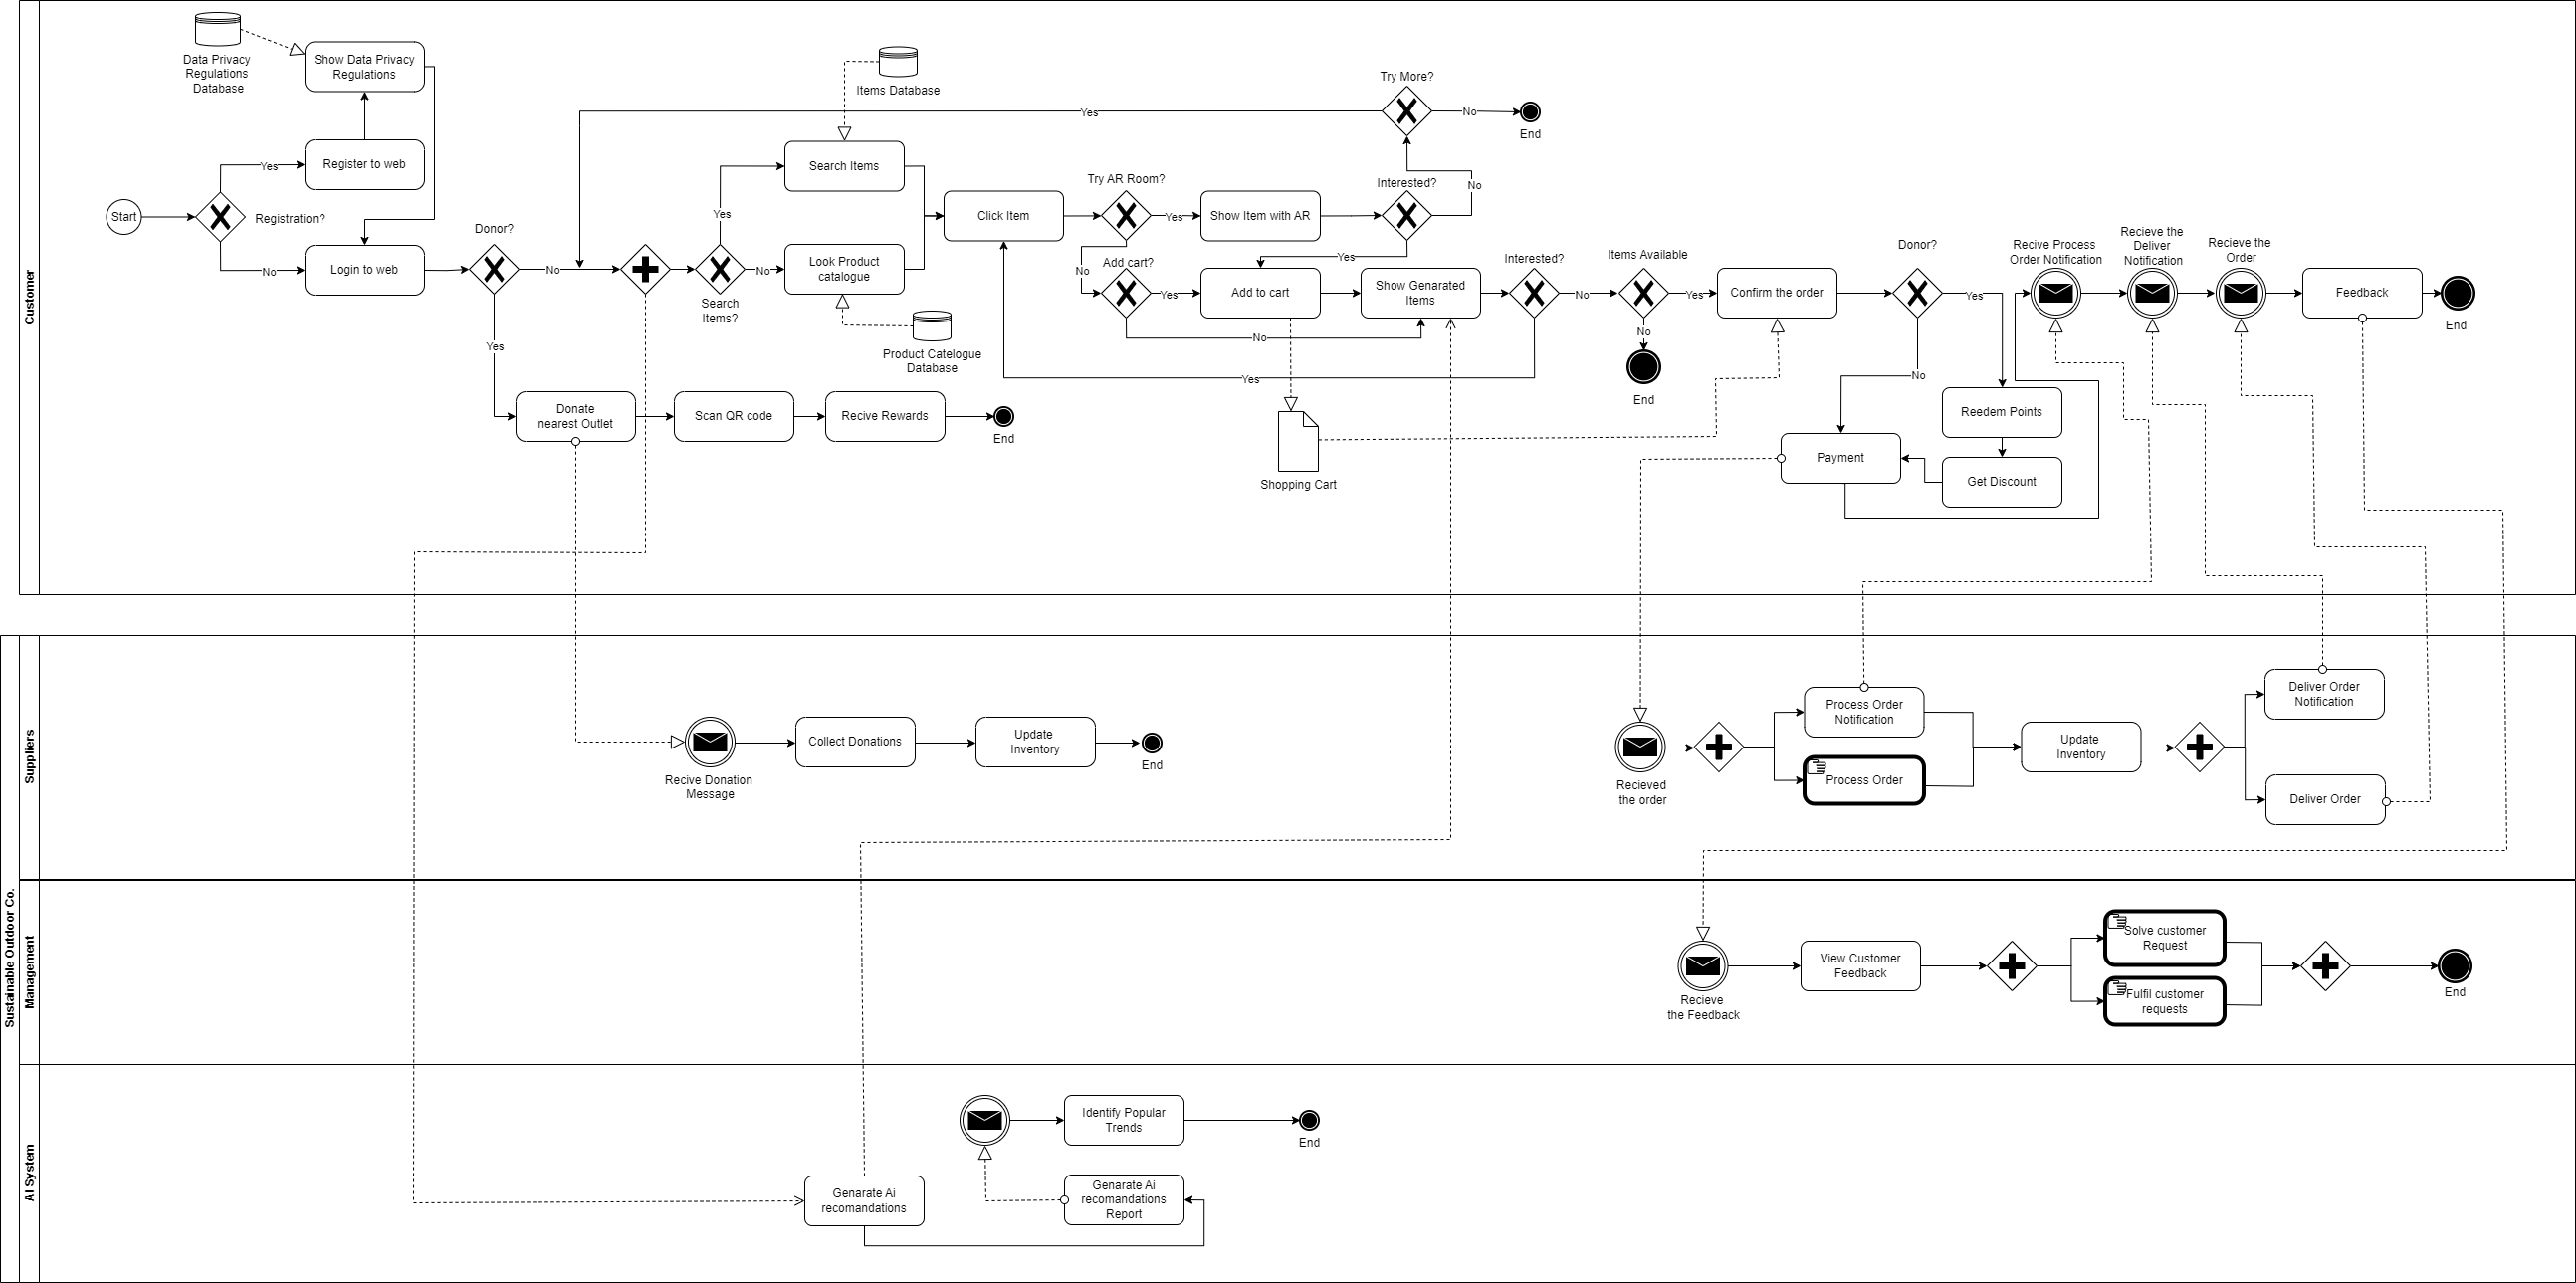 Customer
Data Privacy
Regulations
Database
Show Data Privacy
Regulations
Register to web
Yes
Start
Registration?
No
Login to web
Donor?
No
Yes
Donate
nearest Outlet
Scan QR code
Recive Rewards
End
Items Database
Yes
Search Items
Yes
Search
Items?
No
Look Product
catalogue
Product Catelogue
Database
Click Item
Try AR Room?
Yes
Show Item with AR
Interested?
No
Try More?
No
End
No
Add cart?
Yes
Yes
Add to cart
Show Genarated
Items
No
Yes
Shopping Cart
Interested?
No
Items Available
Yes
No
End
Confirm the order
Donor?
Yes
No
Reedem Points
Get Discount
Payment
Recive Process
Order Notification
Recieve the
Deliver
Notification
Recieve the
Order
Feedback
End
Sustainable Outdoor Co.
Suppliers
Recive Donation
Message
Collect Donations
Update
Inventory
End
Recieved
the order
Process Order
Notification
Process Order
Update
Inventory
Deliver Order
Notification
Deliver Order
Management
Recieve
the Feedback
View Customer
Feedback
Solve customer
Request
Fulfil customer
requests
End
AI System
Identify Popular
Trends
End
Genarate Ai
recomandations
Genarate Ai
recomandations
Report